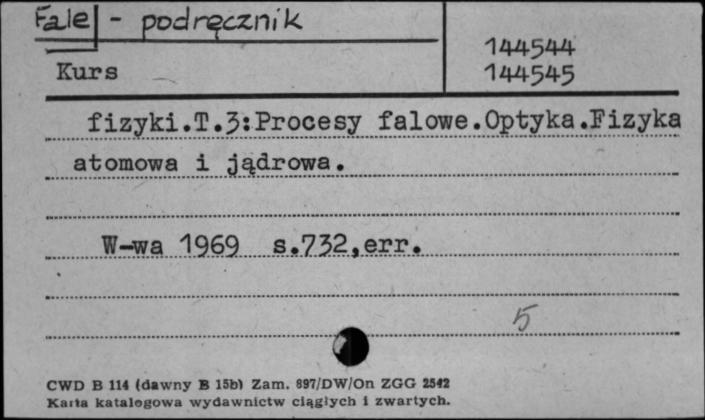 Fale - podręcznik
144544
Kurs
144545
fizyki.T.3:Procesy falowe.Optyka.Fizyka
atomowa i jądrowa.
W-wa 1969 s.732,err.
5
CWD B 114 (dawny B 15b) Zam. 897/DW/On ZGG 2542
Karta katalogowa wydawnictw ciągłych i zwartych.